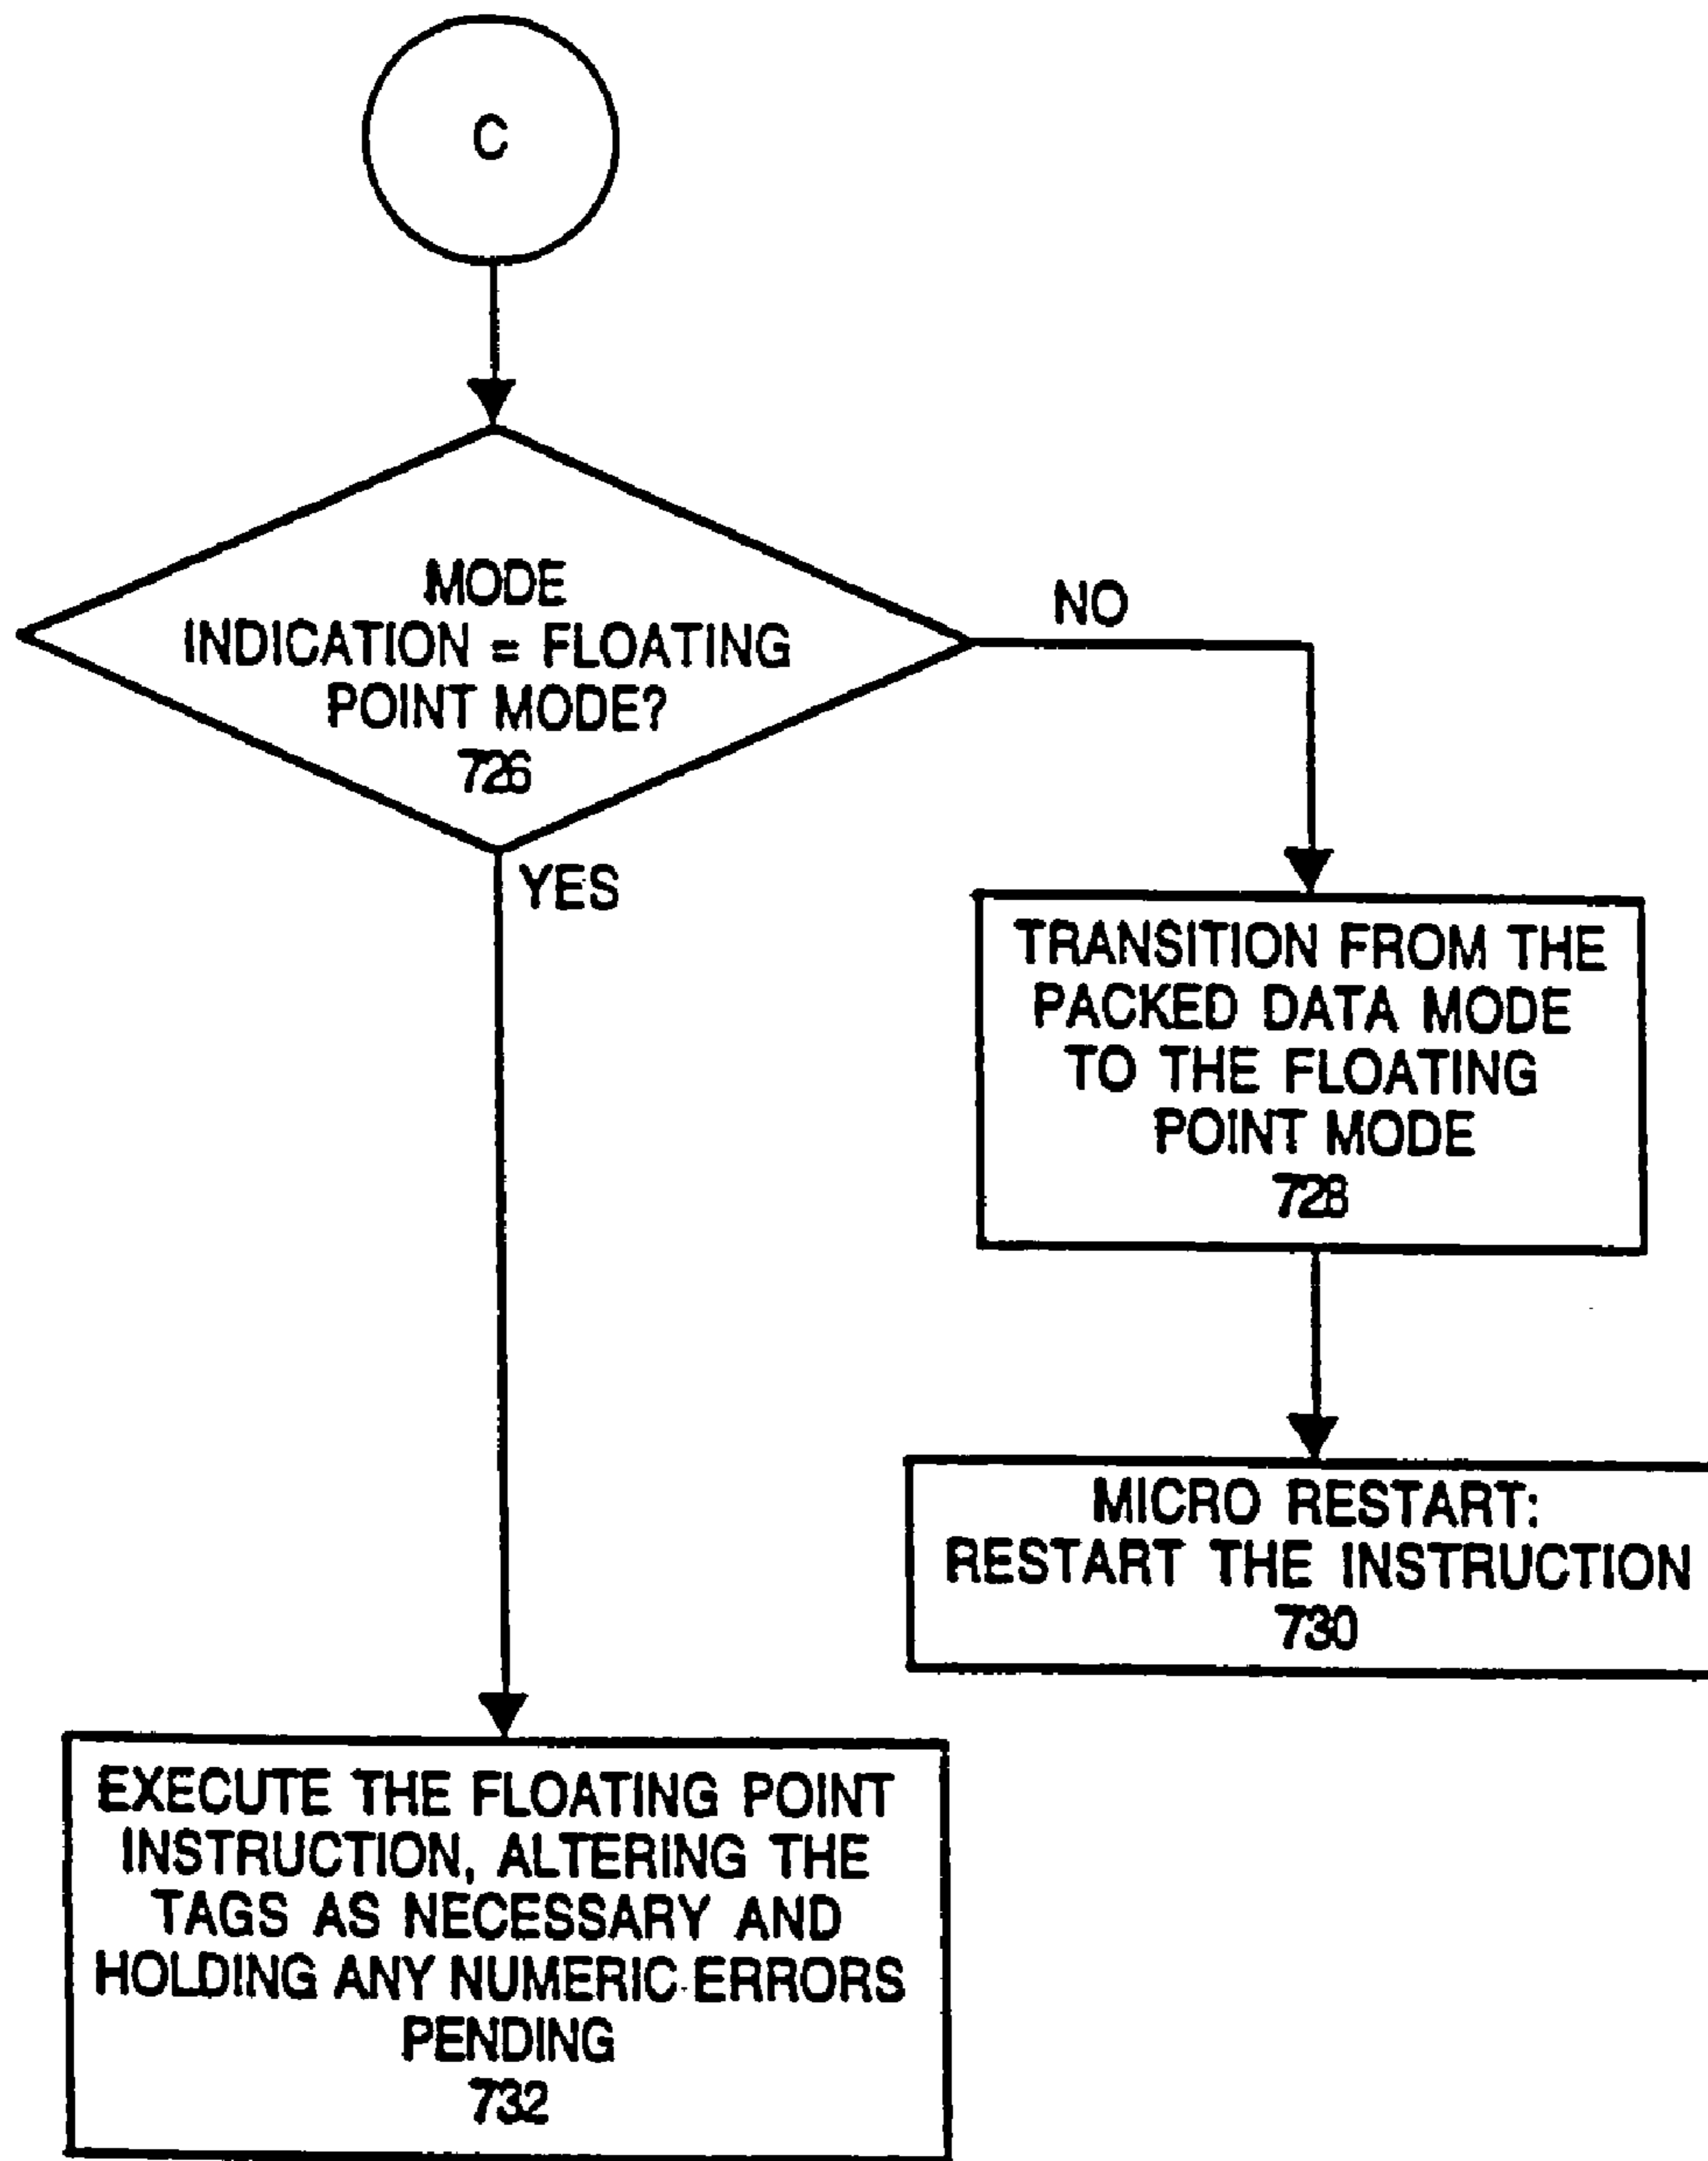 C
MODE
INDICATION = FLOATING
POINT MODE?
726
NO
YES
TRANSITION FROM THE
PACKED DATA MODE
TO THE FLOATING
POINT MODE
728
MICRO RESTART:
RESTART THE INSTRUCTION
730
EXECUTE THE FLOATING POINT
INSTRUCTION, ALTERING THE
TAGS AS NECESSARY AND
HOLDING ANY NUMERIC ERRORS
PENDING
732